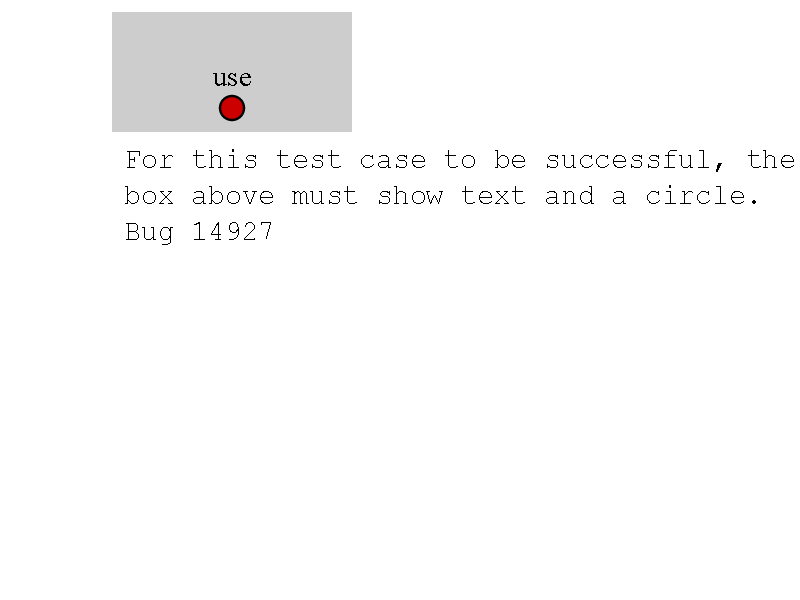 use
For this test case to be successful, the
box above must show text and a circle.
Bug 14927